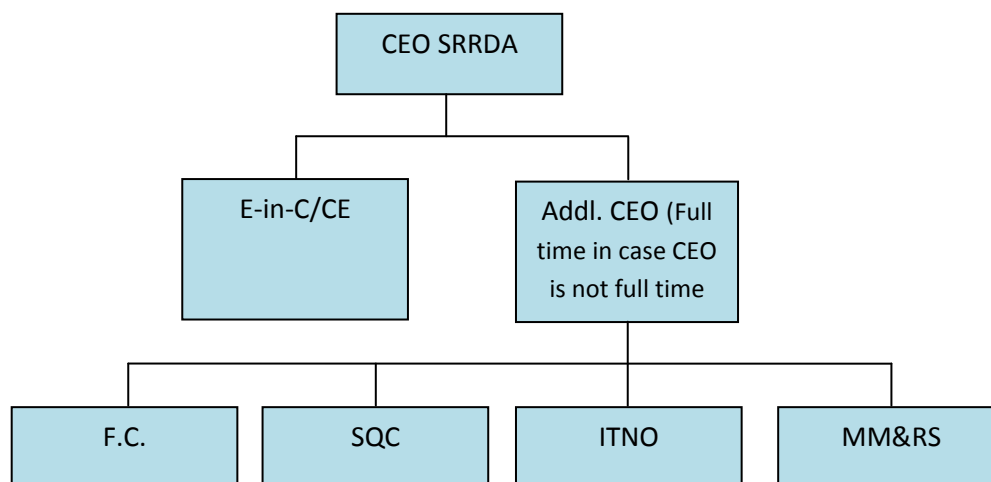 CEO SRRDA
E-in-C/CE
Addl. CEO (Full
time in case CEO
is not full time
F.C.
SQC
ITNO
MM&RS